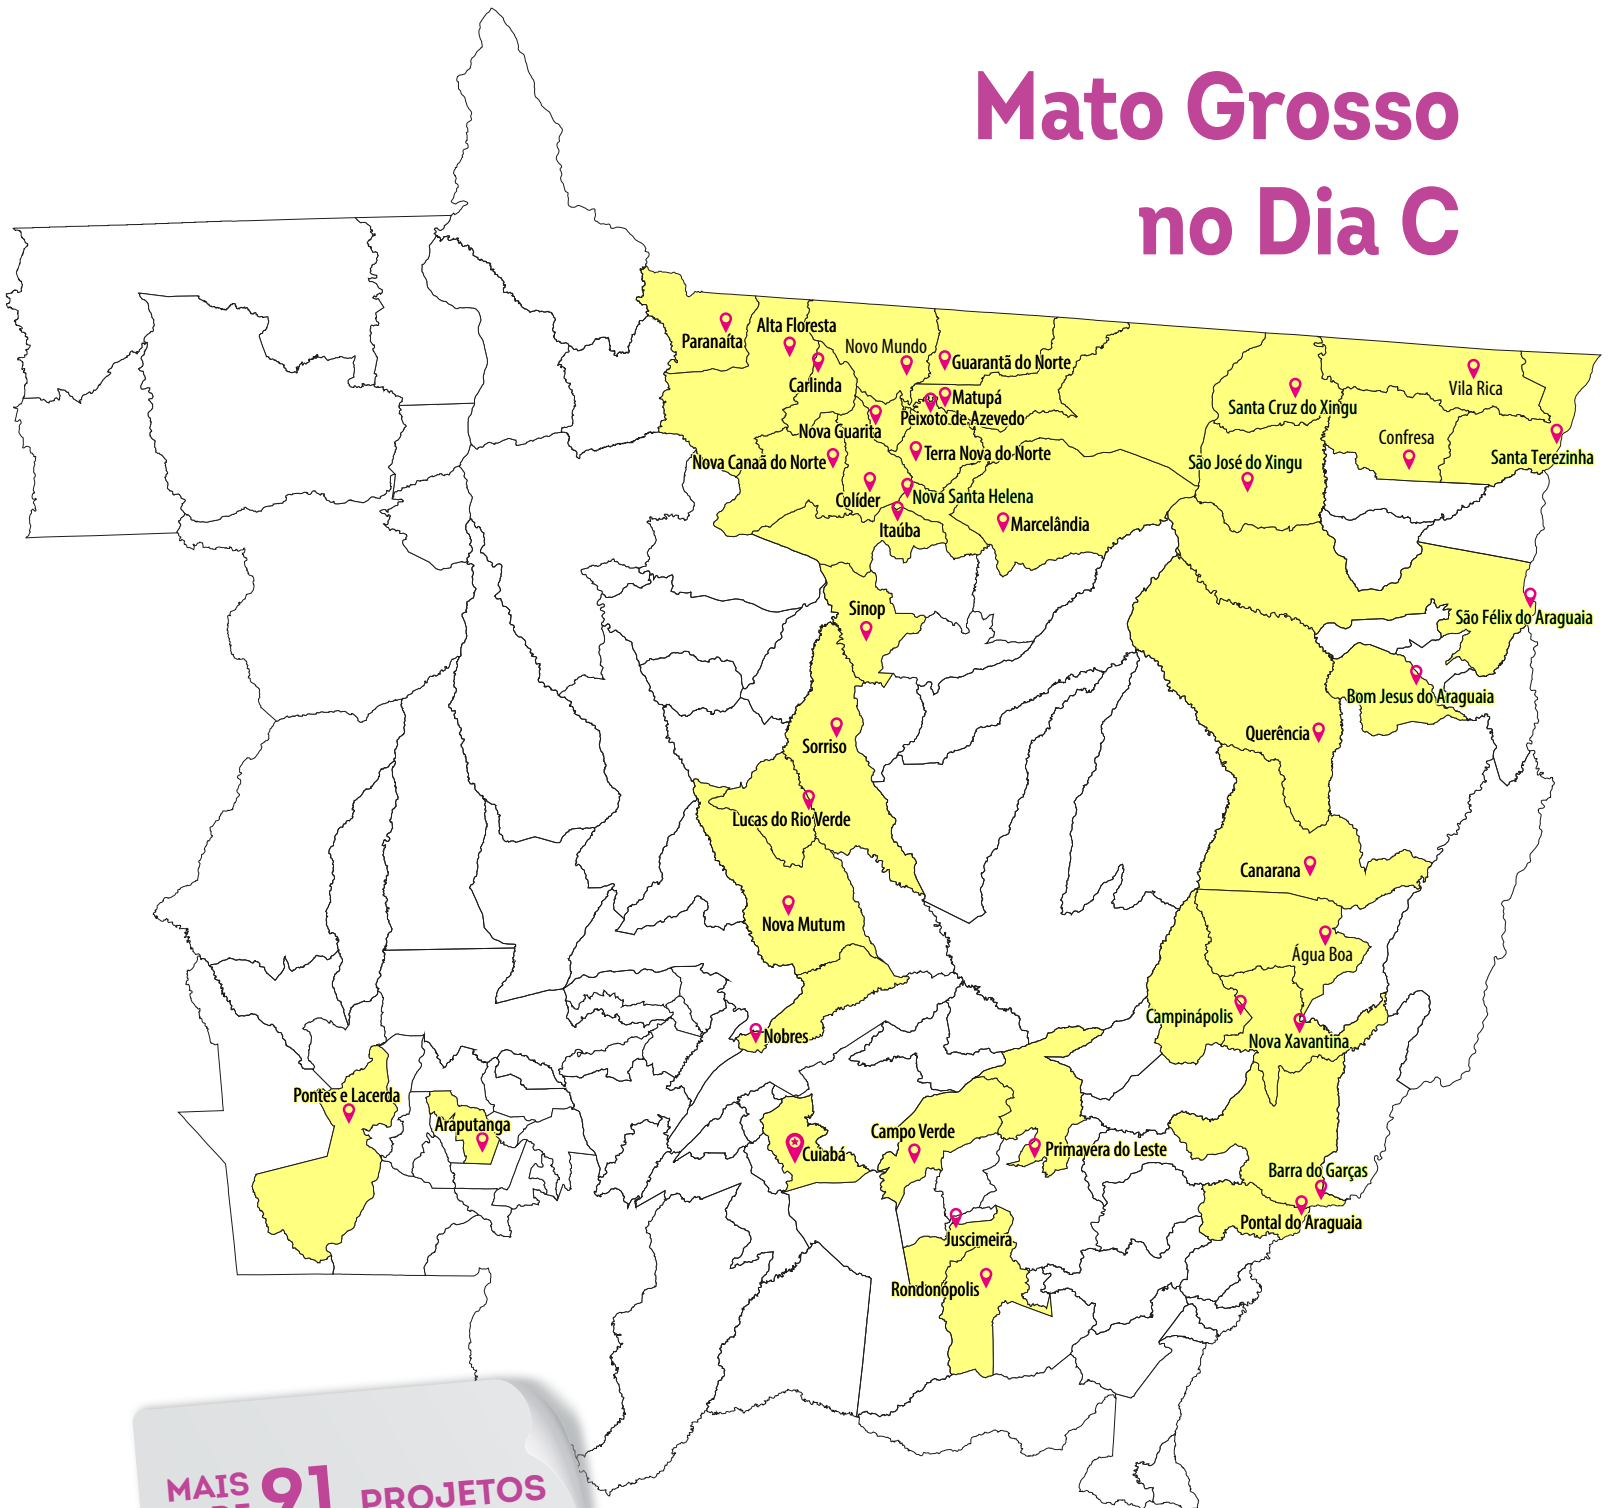 Mato Grosso
no Dia C
Paranaíta
Alta Floresta
Carlinda
Novo Mundo
Guarantã do Norte
Matupá
Peixoto de Azevedo
Nova Guarita
Terra Nova do Norte
Nova Canaã do Norte
Colíder
Nova Santa Helena
Itaúba
Marcelândia
Santa Cruz do Xingu
Vila Rica
Confresa
Santa Terezinha
São José do Xingu
Sinop
São Félix do Araguaia
Bom Jesus do Araguaia
Querência
Sorriso
Lucas do Rio Verde
Canarana
Nova Mutum
Água Boa
Campinápolis
Nova Xavantina
Nobres
Pontes e Lacerda
Araputanga
Cuiabá
Campo Verde
Primavera do Leste
Barra do Garças
Pontal do Araguaia
Juscimeira
Rondonópolis
MAIS
DE 91 PROJETOS